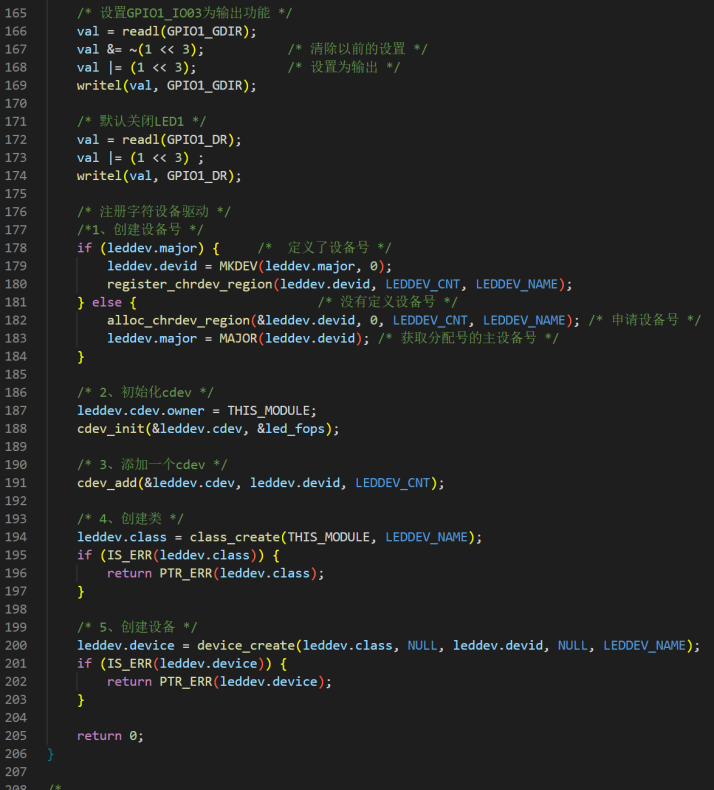 165 /* 设置GPIO1_IO03为输出功能 */
166 val = readl(GPIO1_GDIR);
167 val &= ~(1 << 3); /* 清除以前的设置 */
168 val |= (1 << 3); /* 设置为输出 */
169 writel(val, GPIO1_GDIR);
170
171 /* 默认关闭LED1 */
172 val = readl(GPIO1_DR);
173 val |= (1 << 3) ;
174 writel(val, GPIO1_DR);
175
176 /* 注册字符设备驱动 */
177 /*1、创建设备号 */
178 if (leddev.major) { /*  定义了设备号 */
179 leddev.devid = MKDEV(leddev.major, 0);
180 register_chrdev_region(leddev.devid, LEDDEV_CNT, LEDDEV_NAME);
181 } else { /* 没有定义设备号 */
182 alloc_chrdev_region(&leddev.devid, 0, LEDDEV_CNT, LEDDEV_NAME); /* 申请设备号 */
183 leddev.major = MAJOR(leddev.devid); /* 获取分配号的主设备号 */
184 }
185
186 /* 2、初始化cdev */
187 leddev.cdev.owner = THIS_MODULE;
188 cdev_init(&leddev.cdev, &led_fops);
189
190 /* 3、添加一个cdev */
191 cdev_add(&leddev.cdev, leddev.devid, LEDDEV_CNT);
192
193 /* 4、创建类 */
194 leddev.class = class_create(THIS_MODULE, LEDDEV_NAME);
195 if (IS_ERR(leddev.class)) {
196 return PTR_ERR(leddev.class);
197 }
198
199 /* 5、创建设备 */
200 leddev.device = device_create(leddev.class, NULL, leddev.devid, NULL, LEDDEV_NAME);
201 if (IS_ERR(leddev.device)) {
202 return PTR_ERR(leddev.device);
203 }
204
205 return 0;
206 }
207
208 /*